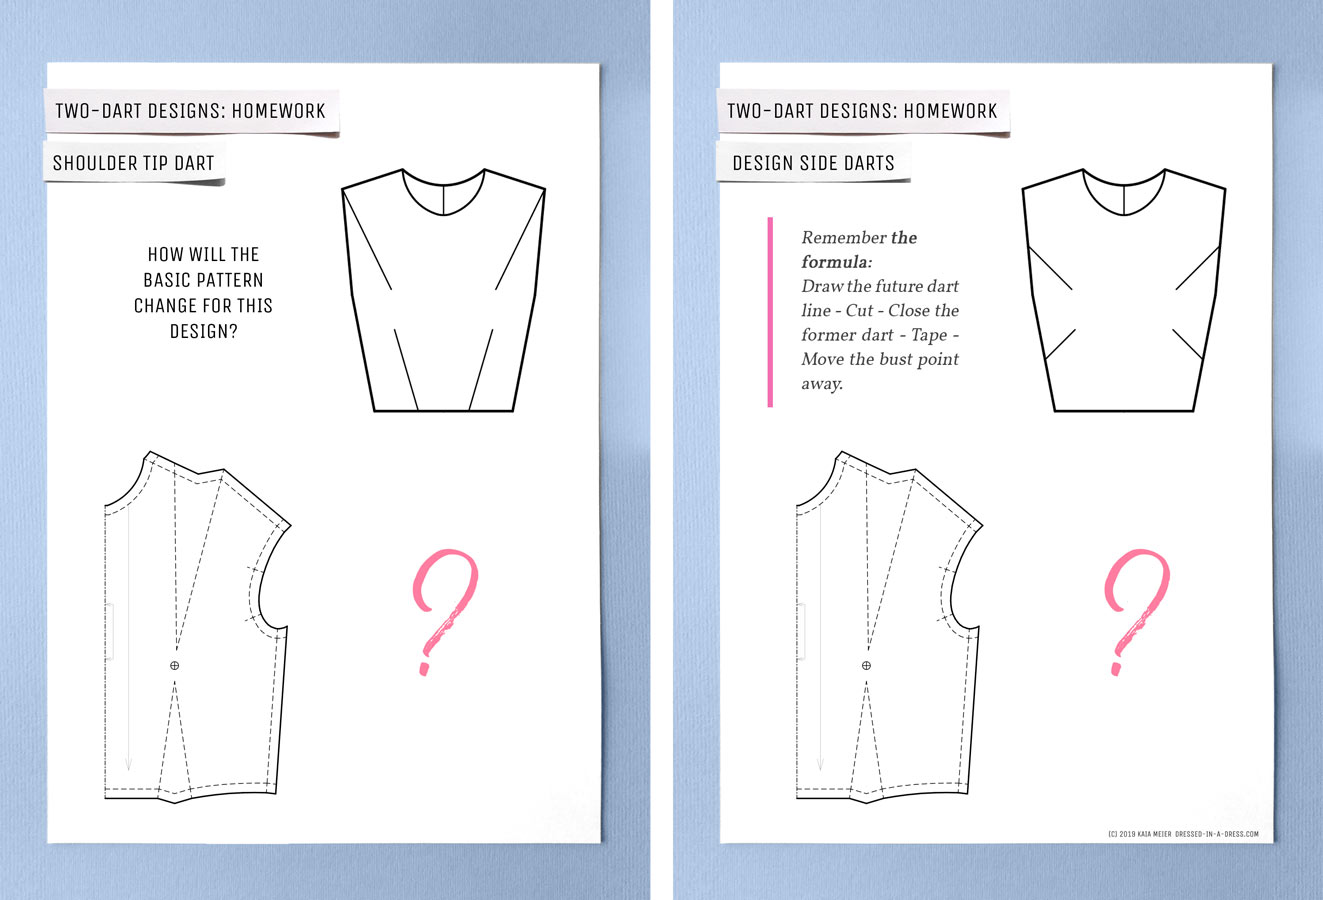 TWO-DART DESIGNS: HOMEWORK
SHOULDER TIP DART
HOW WILL THE
BASIC PATTERN
CHANGE FOR THIS
DESIGN?
?
TWO-DART DESIGNS: HOMEWORK
DESIGN SIDE DARTS
Remember the
formula:
Draw the future dart
line - Cut - Close the
former dart - Tape -
Move the bust point
away.
?
(C) 2019 KAIA MEIER DRESSED-IN-A-DRESS.COM